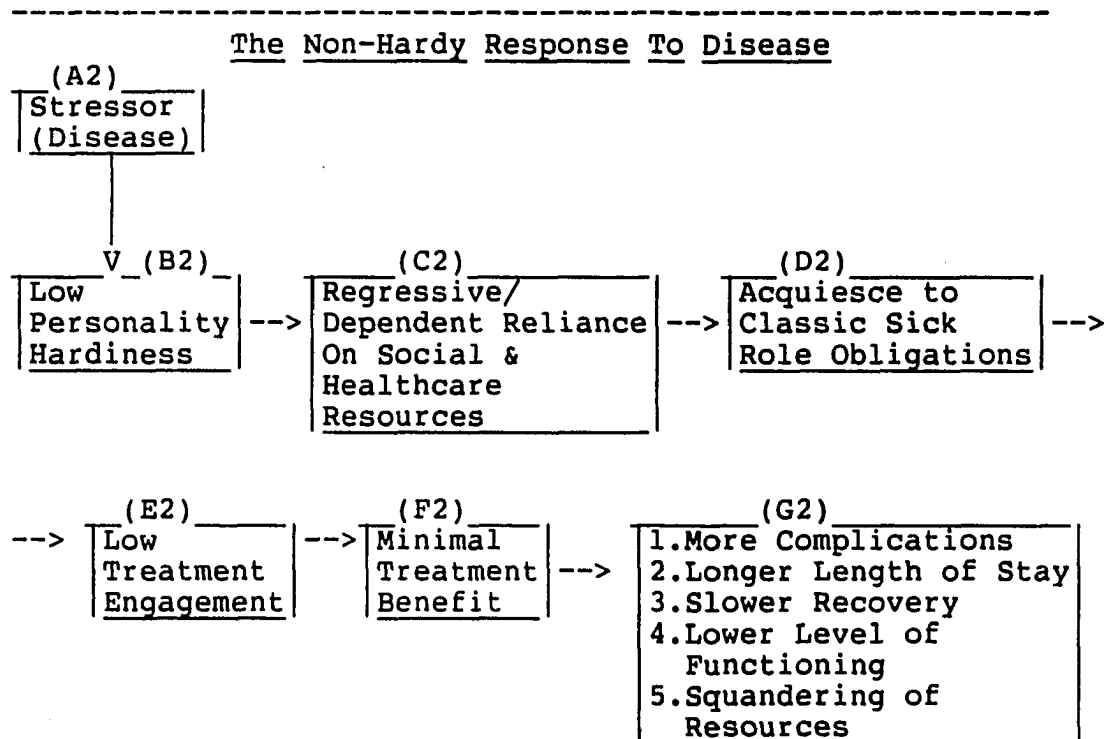 The Non-Hardy Response To Disease
(A2)
Stressor
(Disease)
V (B2)
Low
Personality
Hardiness
-->
(C2)
Regressive/
Dependent Reliance
On Social &
Healthcare
Resources
-->
(D2)
Acquiesce to
Classic Sick
Role Obligations
-->
-->
(E2)
Low
Treatment
Engagement
-->
(F2)
Minimal
Treatment
Benefit
-->
(G2)
1.More Complications
2.Longer Length of Stay
3.Slower Recovery
4.Lower Level of
Functioning
5.Squandering of
Resources